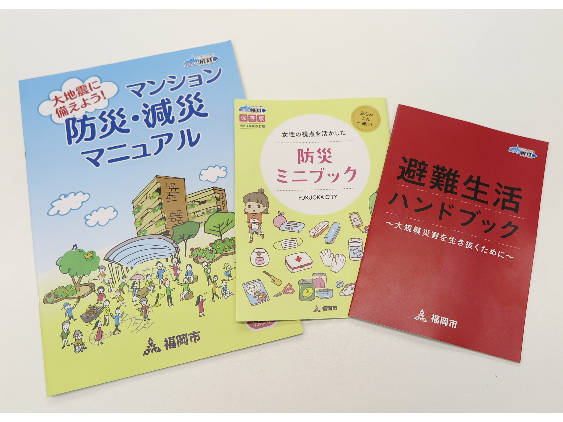 大地震に
備えよう!
マンション
防災・減災
マニュアル
福岡市
保存版
女性の視点を活かした
防災
ミニブック
FUKUOKA CITY
福岡市
避難生活
ハンドブック
〜大規模災害を生き抜くために〜
福岡市